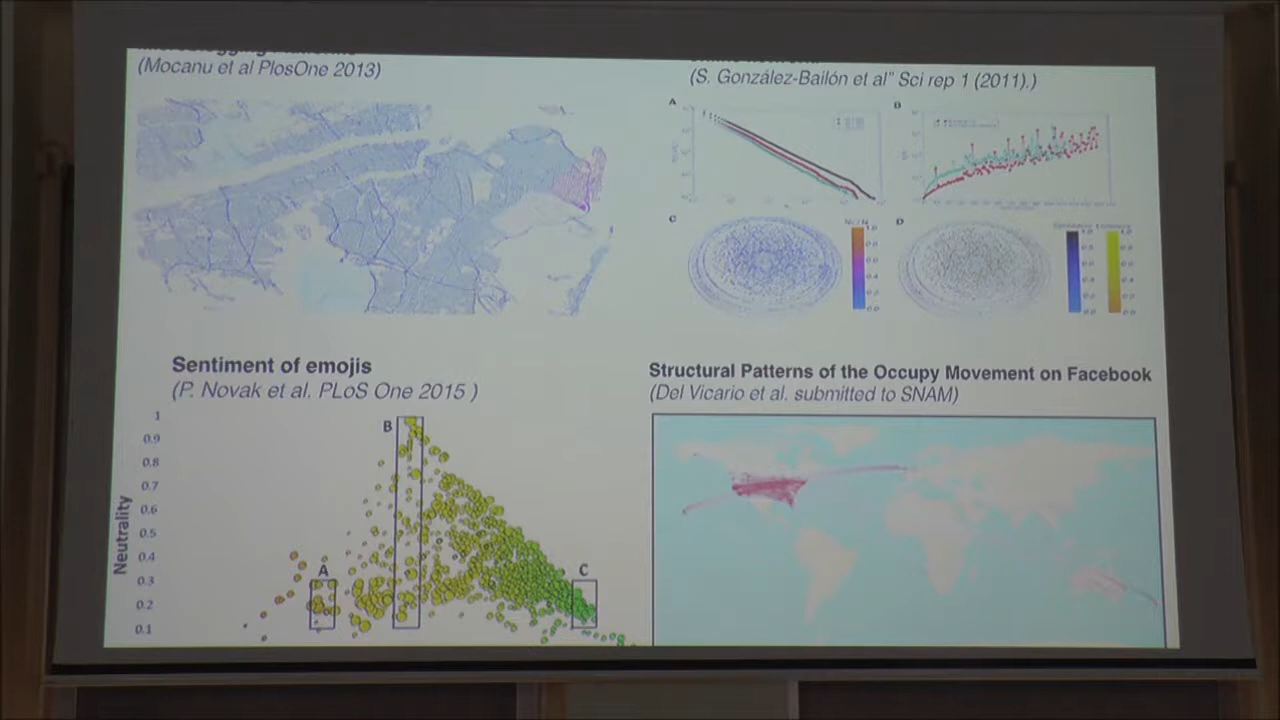 (Mocanu et al PlosOne 2013)
(S. González-Bailón et al" Sci rep 1 (2011).)
A
B
C
D
Sentiment of emojis
(P. Novak et al. PLoS One 2015 )
Structural Patterns of the Occupy Movement on Facebook
(Del Vicario et al. submitted to SNAM)
Neutrality
1
0.9
0.8
0.7
0.6
0.5
0.4
0.3
0.2
0.1
B
A
C